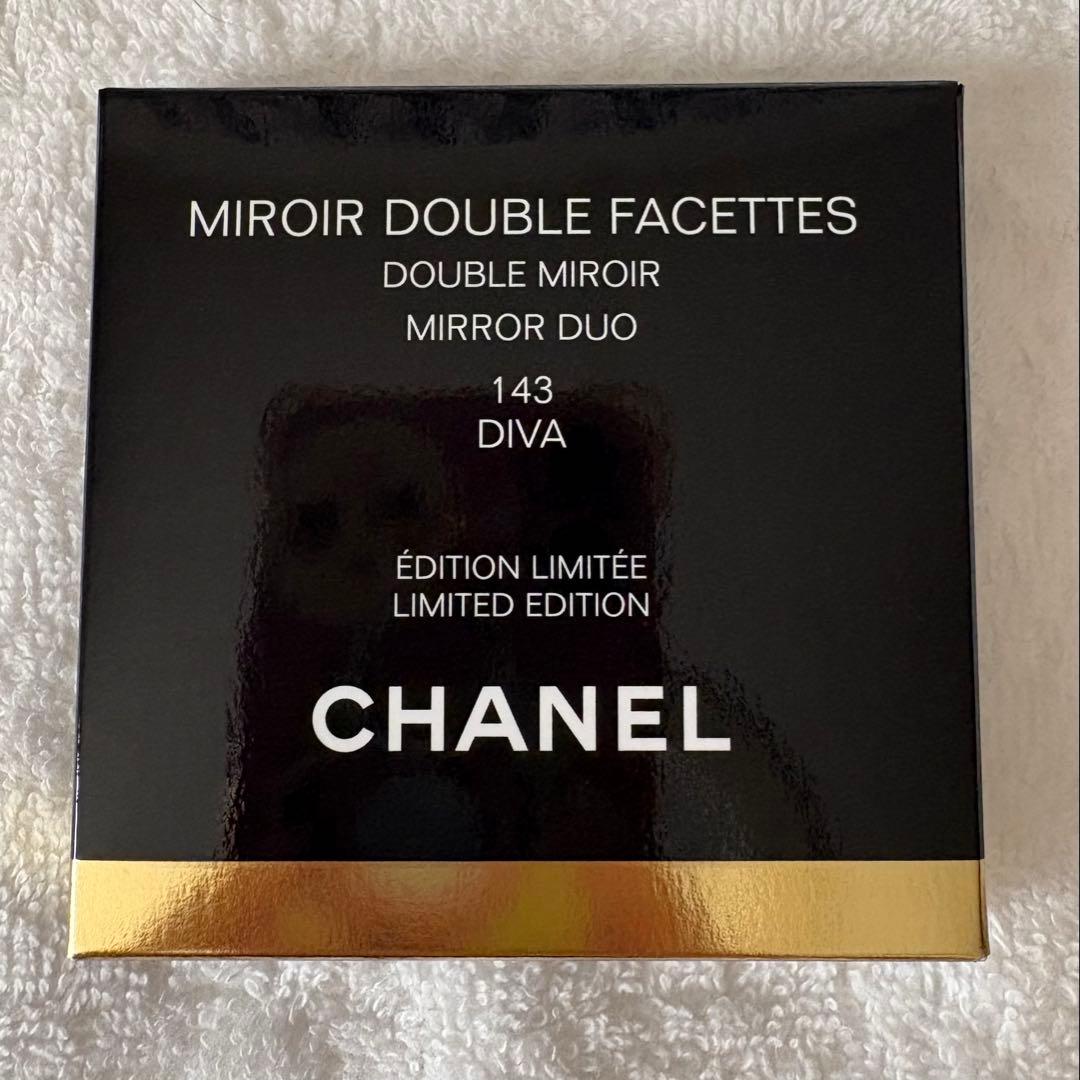 MIROIR DOUBLE FACETTES
DOUBLE MIROIR
MIRROR DUO
143
DIVA
ÉDITION LIMITÉE
LIMITED EDITION
CHANEL